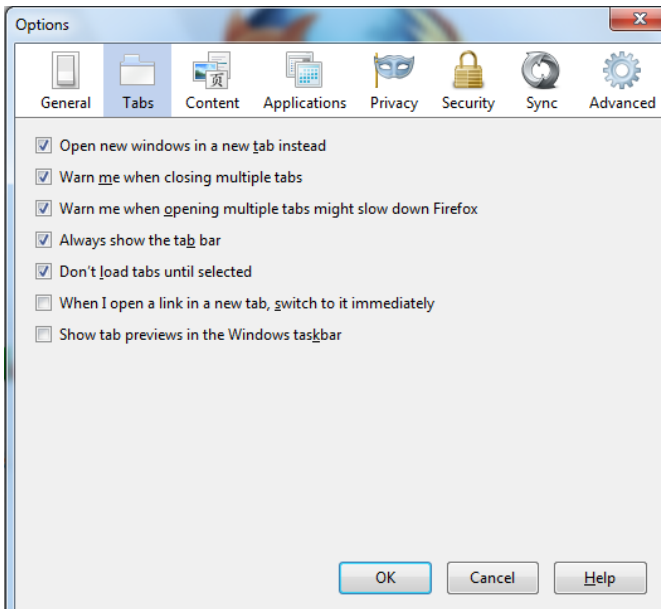 Options
General Tabs Content Applications Privacy Security Sync Advanced
Open new windows in a new tab instead
Warn me when closing multiple tabs
Warn me when opening multiple tabs might slow down Firefox
Always show the tab bar
Don't load tabs until selected
When I open a link in a new tab, switch to it immediately
Show tab previews in the Windows taskbar
OK Cancel Help